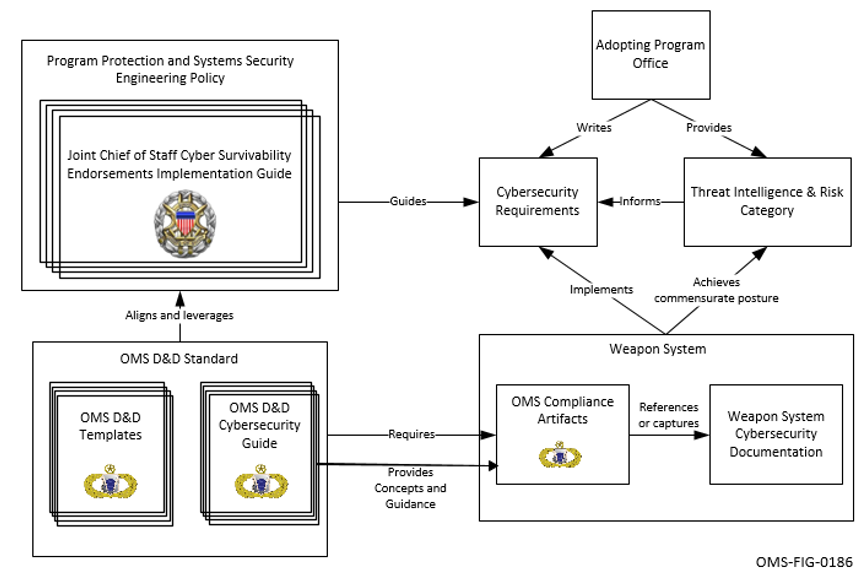 Program Protection and Systems Security
Engineering Policy
Joint Chief of Staff Cyber Survivability
Endorsements Implementation Guide
Adopting Program
Office
Writes
Provides
Guides
Cybersecurity
Requirements
Informs
Threat Intelligence & Risk
Category
Aligns and leverages
Implements
Achieves
commensurate posture
OMS D&D Standard
OMS D&D
Templates
OMS D&D
Cybersecurity
Guide
Requires
Provides
Concepts and
Guidance
Weapon System
OMS Compliance
Artifacts
References
or captures
Weapon System
Cybersecurity
Documentation
OMS-FIG-0186